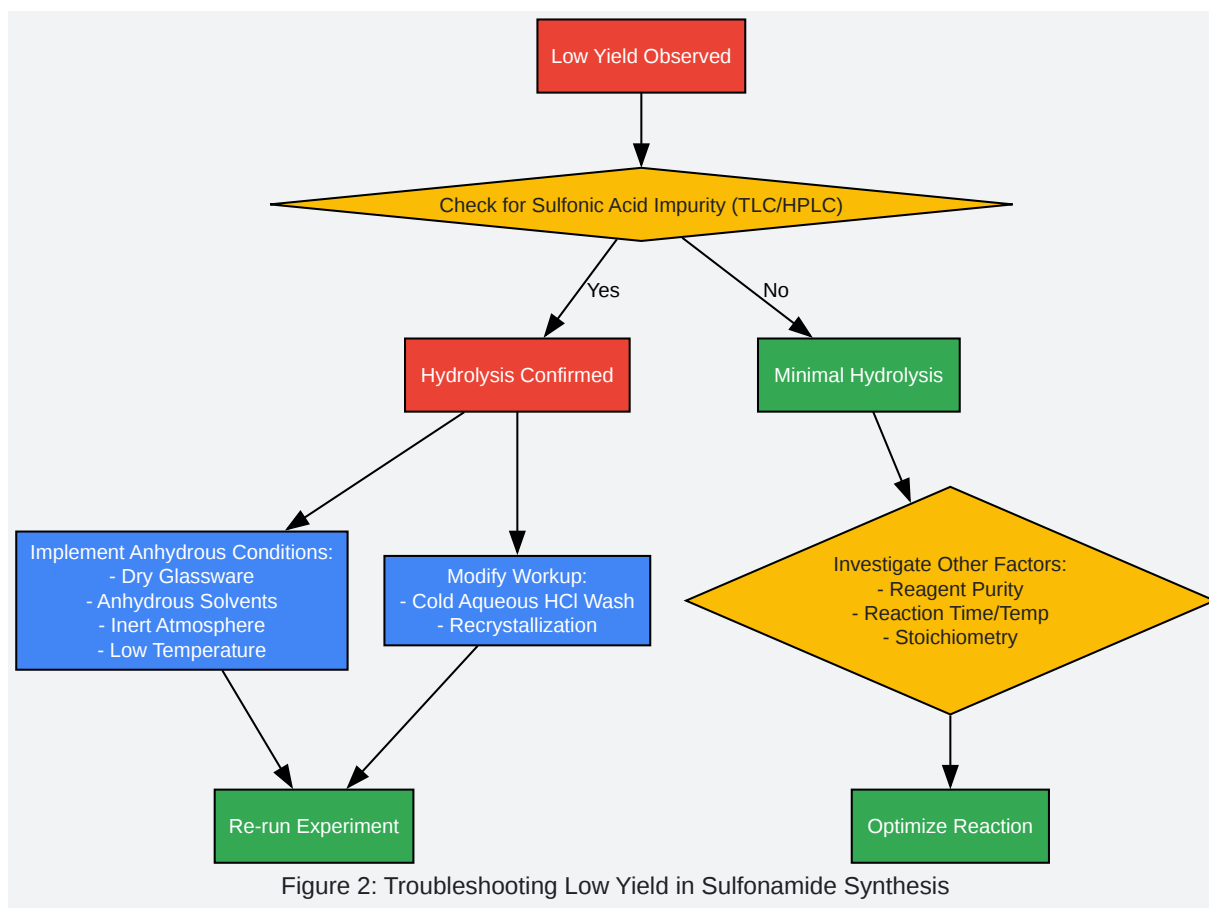 Low Yield Observed
Check for Sulfonic Acid Impurity (TLC/HPLC)
Yes
No
Hydrolysis Confirmed
Minimal Hydrolysis
Implement Anhydrous Conditions:
- Dry Glassware
- Anhydrous Solvents
- Inert Atmosphere
- Low Temperature
Modify Workup:
- Cold Aqueous HCl Wash
- Recrystallization
Investigate Other Factors:
- Reagent Purity
- Reaction Time/Temp
- Stoichiometry
Re-run Experiment
Optimize Reaction
Figure 2: Troubleshooting Low Yield in Sulfonamide Synthesis